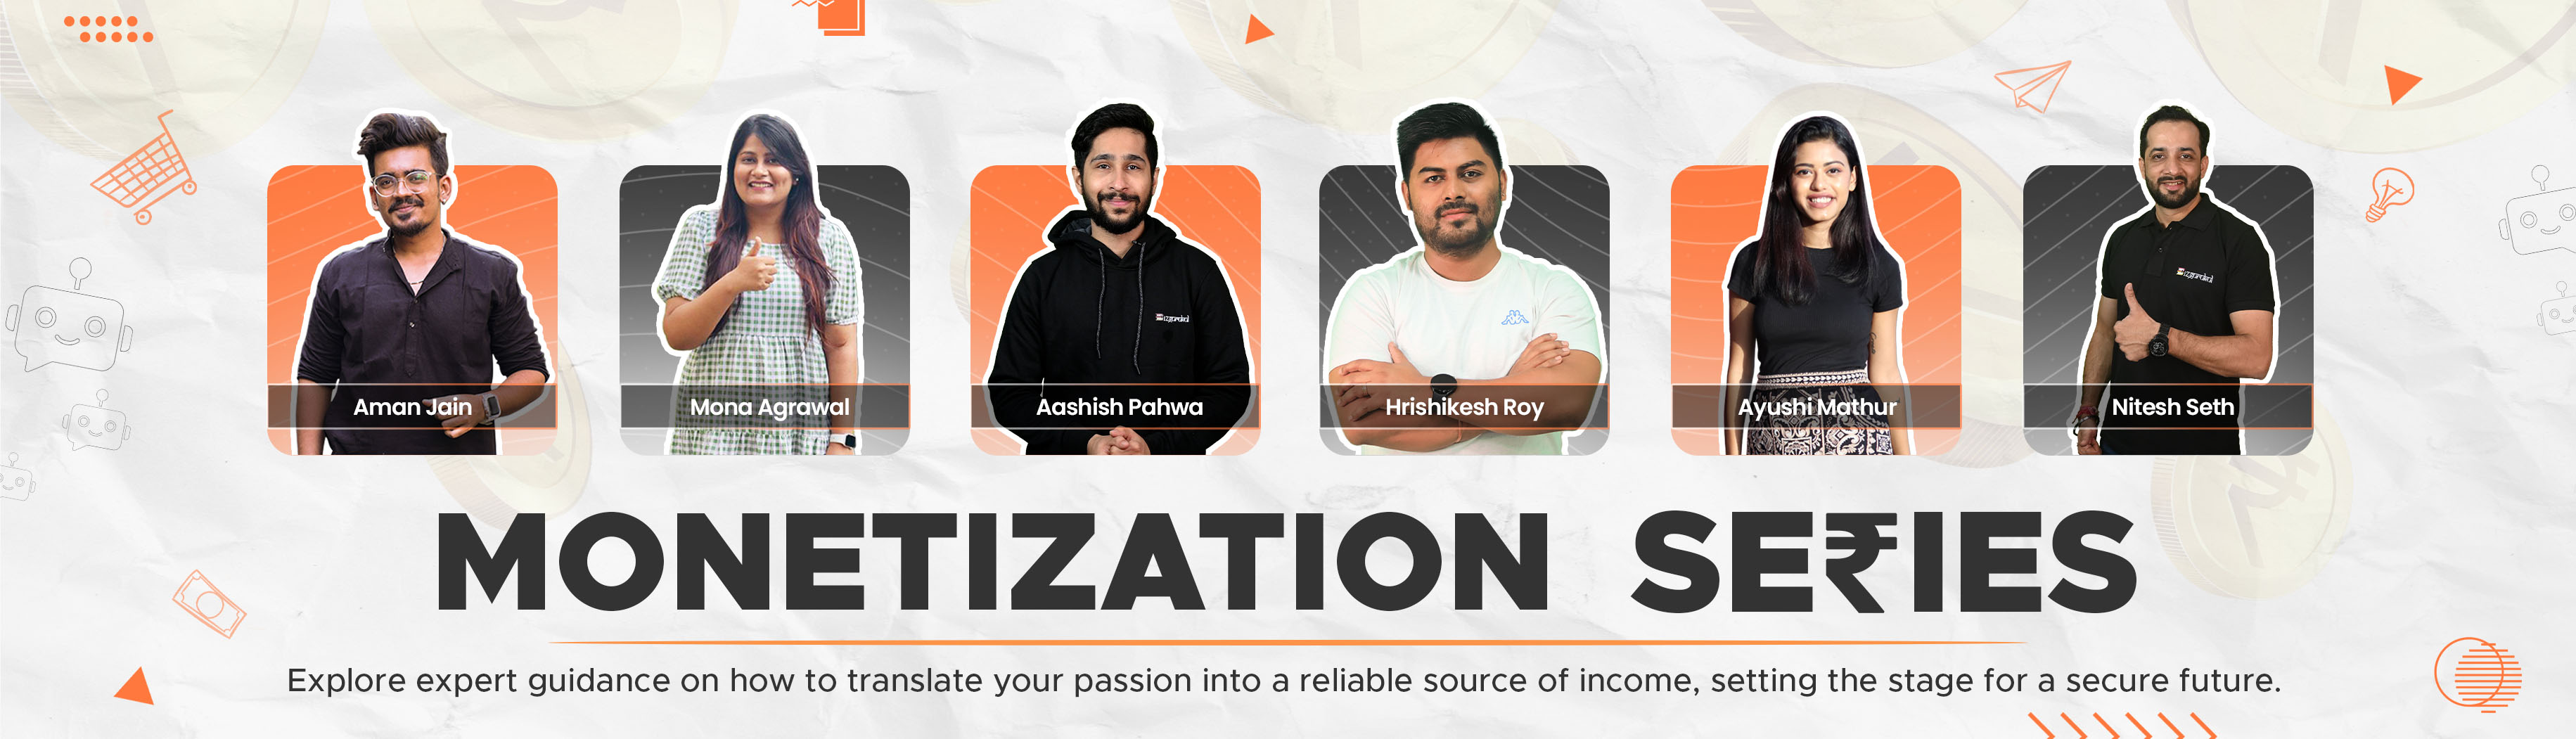 Aman Jain
Mona Agrawal
Aashish Pahwa
Hrishikesh Roy
Ayushi Mathur
Nitesh Seth
MONETIZATION SE₹IES
Explore expert guidance on how to translate your passion into a reliable source of income, setting the stage for a secure future.